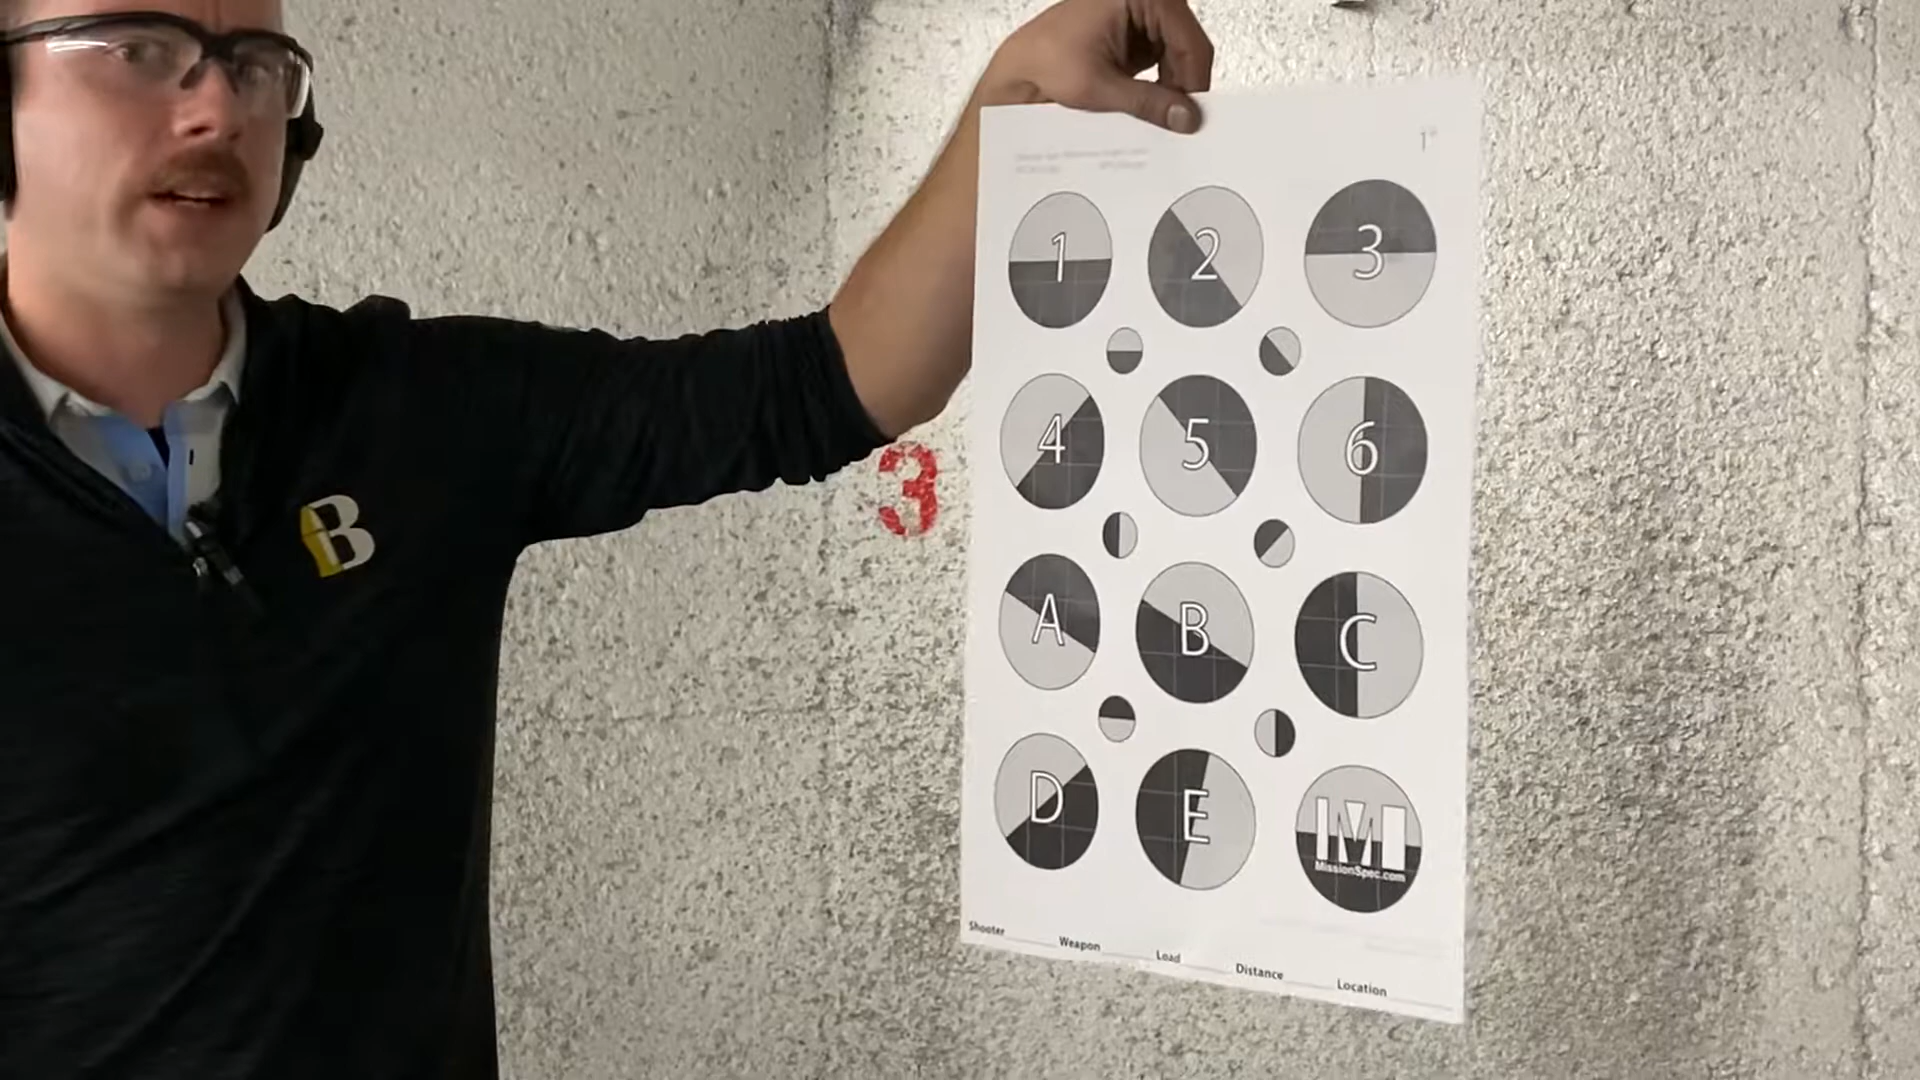 1"
1 2 3
4 5 6
3
A B C
D E M
MissionSpec.com
Shooter Weapon Load Distance Location
B